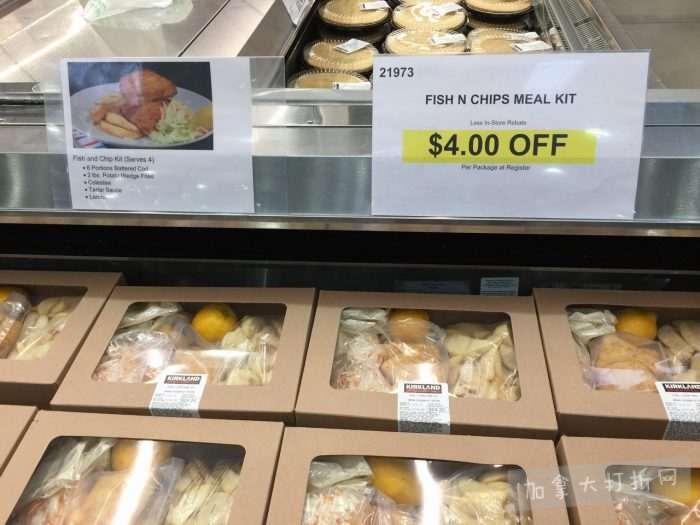 21973
FISH N CHIPS MEAL KIT
Less In-Store Rebate
$4.00 OFF
Per Package at Register
Fish and Chip Kit (Serves 4)
• 6 Portions Battered Cod
• 2 lbs. Potato Wedge Fries
• Coleslaw
• Tartar Sauce
• Lemon
KIRKLAND
KIRKLAND
KIRKLAND
加拿大打折网